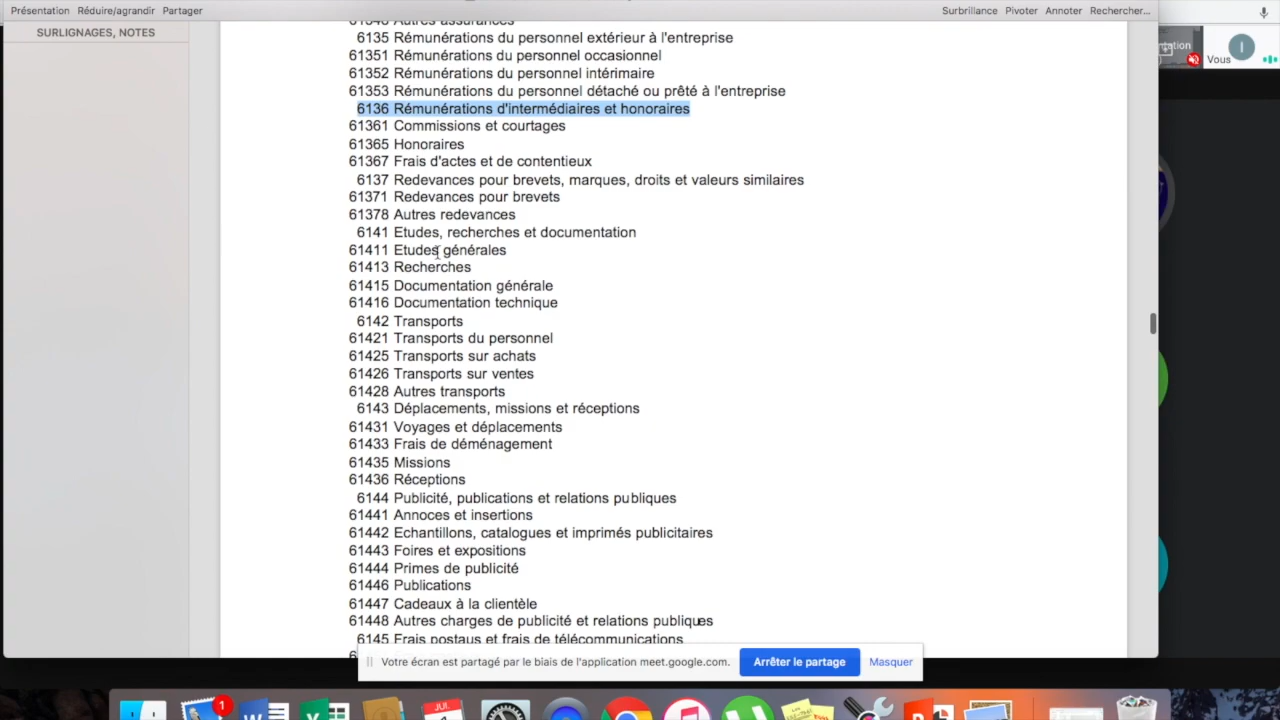 Présentation Réduire/agrandir Partager
Surbrillance Pivoter Annoter Rechercher...
SURLIGNAGES, NOTES
Autres assurances
6135 Rémunérations du personnel extérieur à l'entreprise
61351 Rémunérations du personnel occasionnel
61352 Rémunérations du personnel intérimaire
61353 Rémunérations du personnel détaché ou prêté à l'entreprise
6136 Rémunérations d'intermédiaires et honoraires
61361 Commissions et courtages
61365 Honoraires
61367 Frais d'actes et de contentieux
6137 Redevances pour brevets, marques, droits et valeurs similaires
61371 Redevances pour brevets
61378 Autres redevances
6141 Etudes, recherches et documentation
61411 Etudes générales
61413 Recherches
61415 Documentation générale
61416 Documentation technique
6142 Transports
61421 Transports du personnel
61425 Transports sur achats
61426 Transports sur ventes
61428 Autres transports
6143 Déplacements, missions et réceptions
61431 Voyages et déplacements
61433 Frais de déménagement
61435 Missions
61436 Réceptions
6144 Publicité, publications et relations publiques
61441 Annoces et insertions
61442 Echantillons, catalogues et imprimés publicitaires
61443 Foires et expositions
61444 Primes de publicité
61446 Publications
61447 Cadeaux à la clientèle
61448 Autres charges de publicité et relations publiques
6145 Frais postaus et frais de télécommunications
Votre écran est partagé par le biais de l'application meet.google.com.
Arrêter le partage
Masquer
I
Vous
1